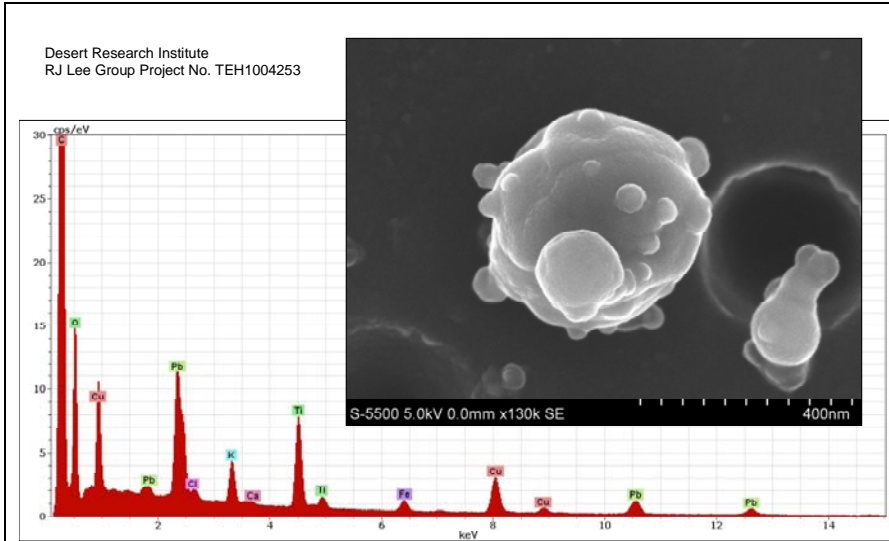 Desert Research Institute
RJ Lee Group Project No. TEH1004253
cps/eV
30
25
20
15
10
5
0
C
O
Cu
Pb
Pb
Cl
K
Ca
Ti
Ti
Fe
Cu
Cu
Pb
Pb
2 4 6 8 10 12 14
keV
S-5500 5.0kV 0.0mm x130k SE 400nm